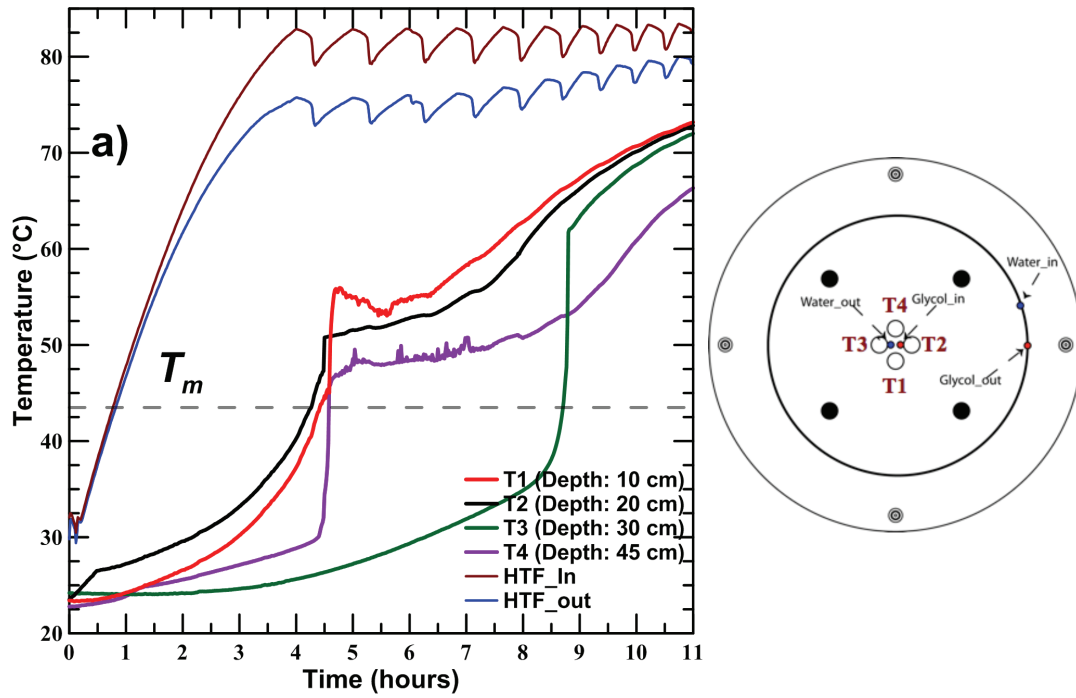 a)
T_m
Temperature (°C)
80
70
60
50
40
30
20
0 1 2 3 4 5 6 7 8 9 10 11
Time (hours)
T1 (Depth: 10 cm)
T2 (Depth: 20 cm)
T3 (Depth: 30 cm)
T4 (Depth: 45 cm)
HTF_In
HTF_out
Water_in
Water_out
Glycol_in
T4
T3
T2
T1
Glycol_out